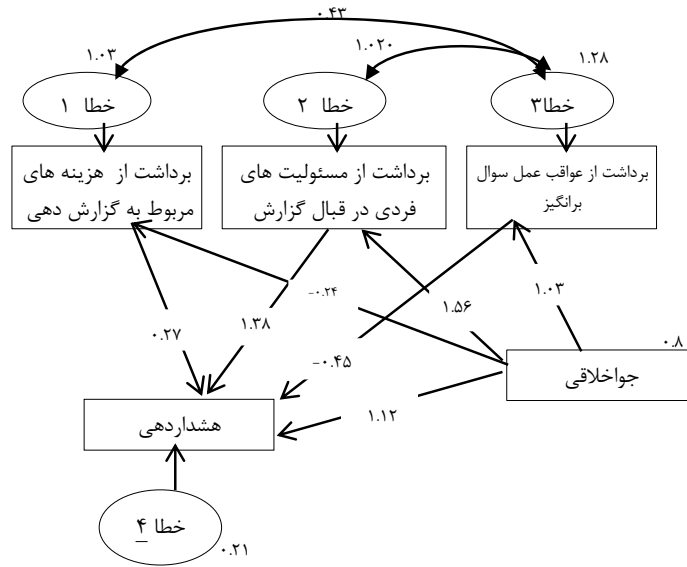 ۰.۴۳
۱.۰۳
۱.۰۲۰
۱.۲۸
خطا ۱
خطا ۲
خطا۳
برداشت از هزینه های
مربوط به گزارش دهی
برداشت از مسئولیت های
فردی در قبال گزارش
برداشت از عواقب عمل سوال
برانگیز
−۰.۲۴
۱.۵۶
۱.۰۳
۰.۲۷
۱.۳۸
−۰.۴۵
۰.۸
جواخلاقی
۱.۱۲
هشداردهی
خطا ۴
۰.۲۱